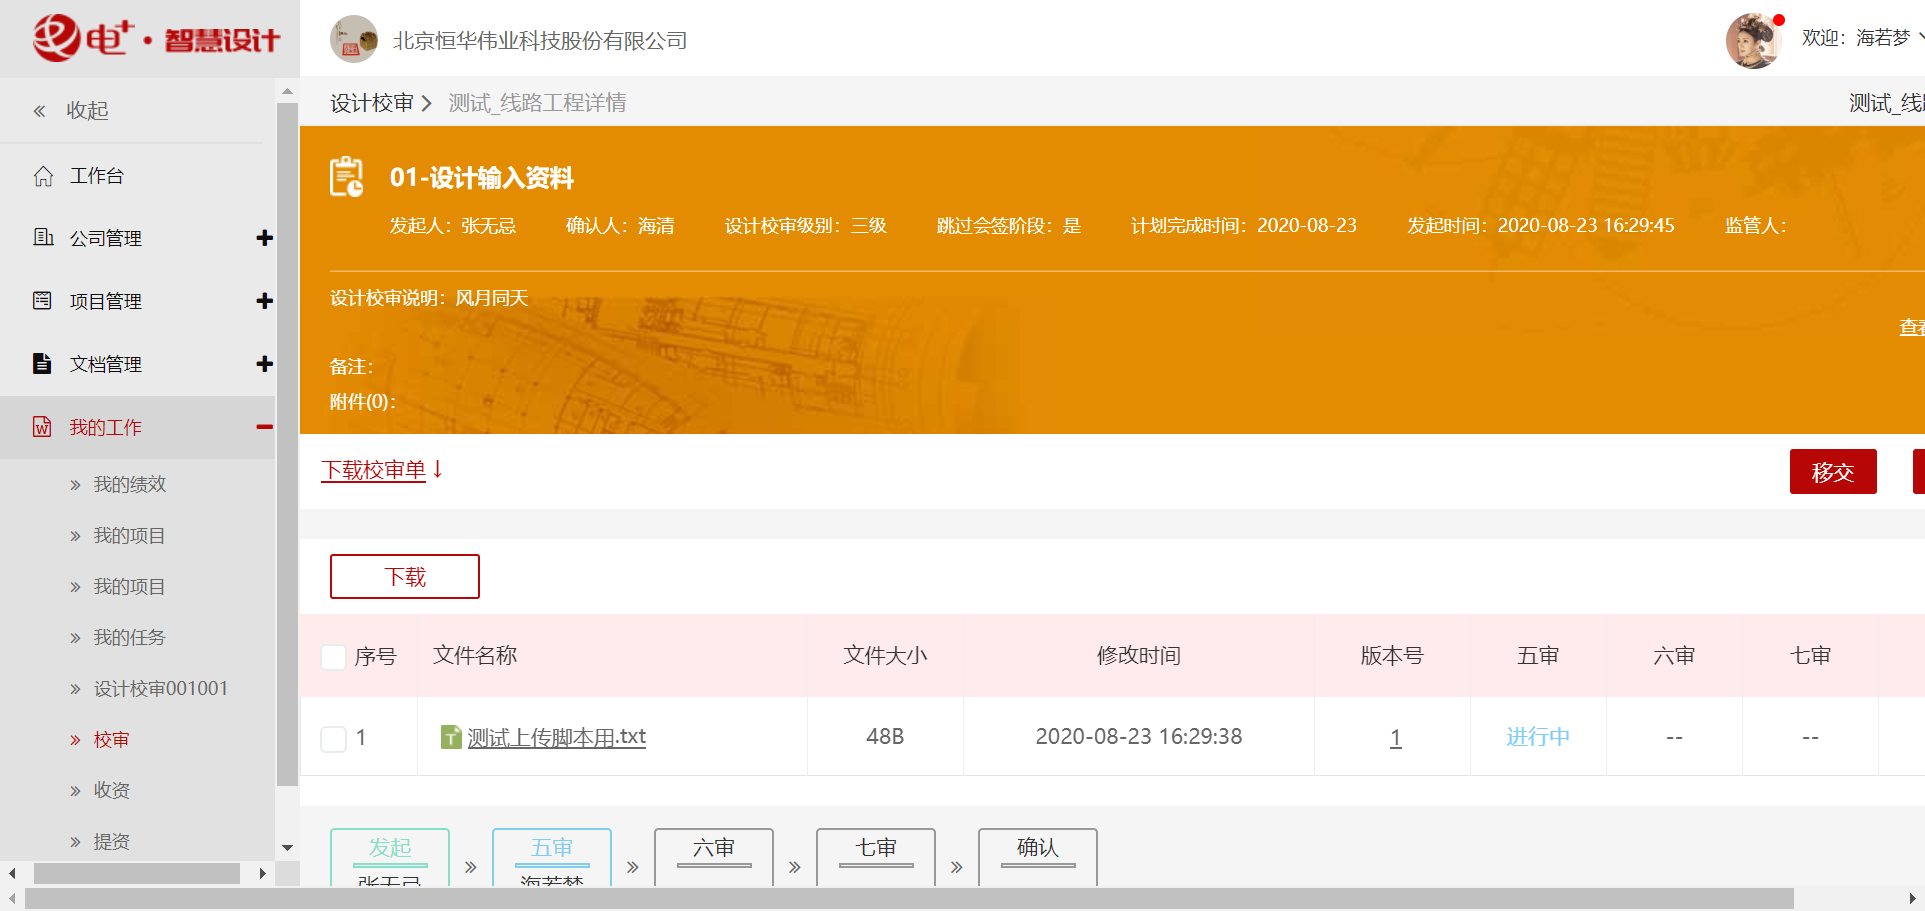 电+·智慧设计
北京恒华伟业科技股份有限公司
欢迎：海若梦
收起
设计校审 测试_线路工程详情
测试_线
工作台
公司管理
项目管理
文档管理
我的工作
我的绩效
我的项目
我的项目
我的任务
设计校审001001
校审
收资
提资
01-设计输入资料
发起人：张无忌 确认人：海清 设计校审级别：三级 跳过会签阶段：是 计划完成时间：2020-08-23 发起时间：2020-08-23 16:29:45 监管人：
设计校审说明：风月同天
查看
备注：
附件(0)：
下载校审单
移交
下载
序号 文件名称 文件大小 修改时间 版本号 五审 六审 七审
1 测试上传脚本用.txt 48B 2020-08-23 16:29:38 1 进行中 -- --
发起 » 五审 » 六审 » 七审 » 确认
张无忌 海若梦